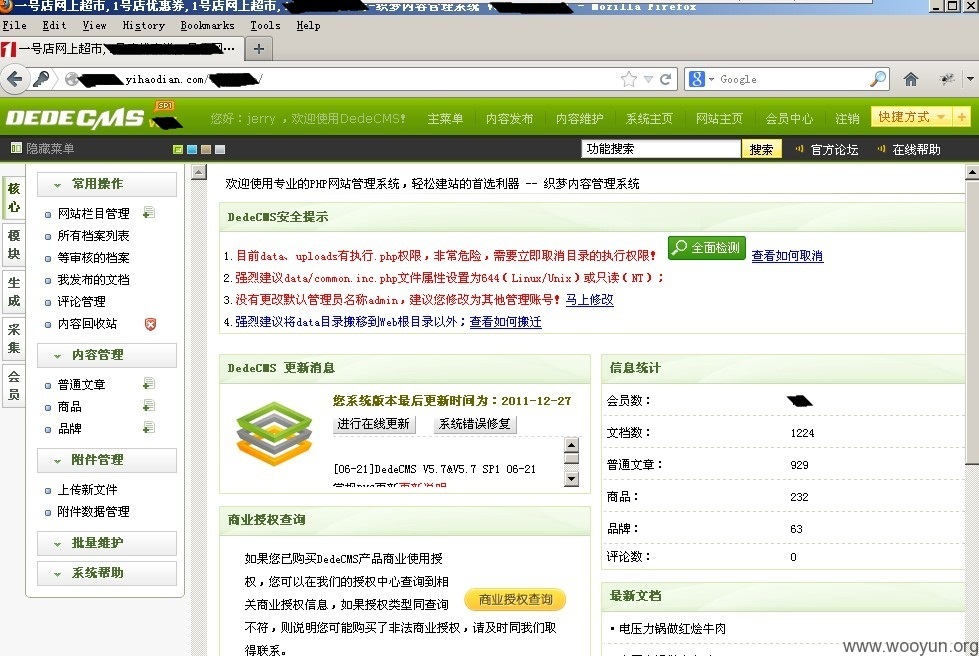 一号店网上超市,1号店优惠券,1号店网上超市,
-织梦内容管理系统 V
- Mozilla Firefox
File Edit View History Bookmarks Tools Help
一号店网上超市,
yihaodian.com/
Google
DEDECMS SP1
您好：jerry ，欢迎使用DedeCMS！ 主菜单 内容发布 内容维护 系统主页 网站主页 会员中心 注销 快捷方式
隐藏菜单 功能搜索 搜索 官方论坛 在线帮助
核心
模块
生成
采集
会员
常用操作
网站栏目管理
所有档案列表
等审核的档案
我发布的文档
评论管理
内容回收站
内容管理
普通文章
商品
品牌
附件管理
上传新文件
附件数据管理
批量维护
系统帮助
欢迎使用专业的PHP网站管理系统，轻松建站的首选利器 -- 织梦内容管理系统
DedeCMS安全提示
1.目前data、uploads有执行.php权限，非常危险，需要立即取消目录的执行权限！ 全面检测 查看如何取消
2.强烈建议data/common.inc.php文件属性设置为644（Linux/Unix）或只读（NT）；
3.没有更改默认管理员名称admin，建议您修改为其他管理账号！马上修改
4.强烈建议将data目录搬移到Web根目录以外；查看如何搬迁
DedeCMS 更新消息
您系统版本最后更新时间为：2011-12-27
进行在线更新 系统错误修复
[06-21]DedeCMS V5.7&V5.7 SP1 06-21
商业授权查询
如果您已购买DedeCMS产品商业使用授
权，您可以在我们的授权中心查询到相
关商业授权信息，如果授权类型同查询
不符，则说明您可能购买了非法商业授权，请及时同我们取
得联系。
商业授权查询
信息统计
会员数：
文档数： 1224
普通文章： 929
商品： 232
品牌： 63
评论数： 0
最新文档
电压力锅做红烩牛肉
www.wooyun.org